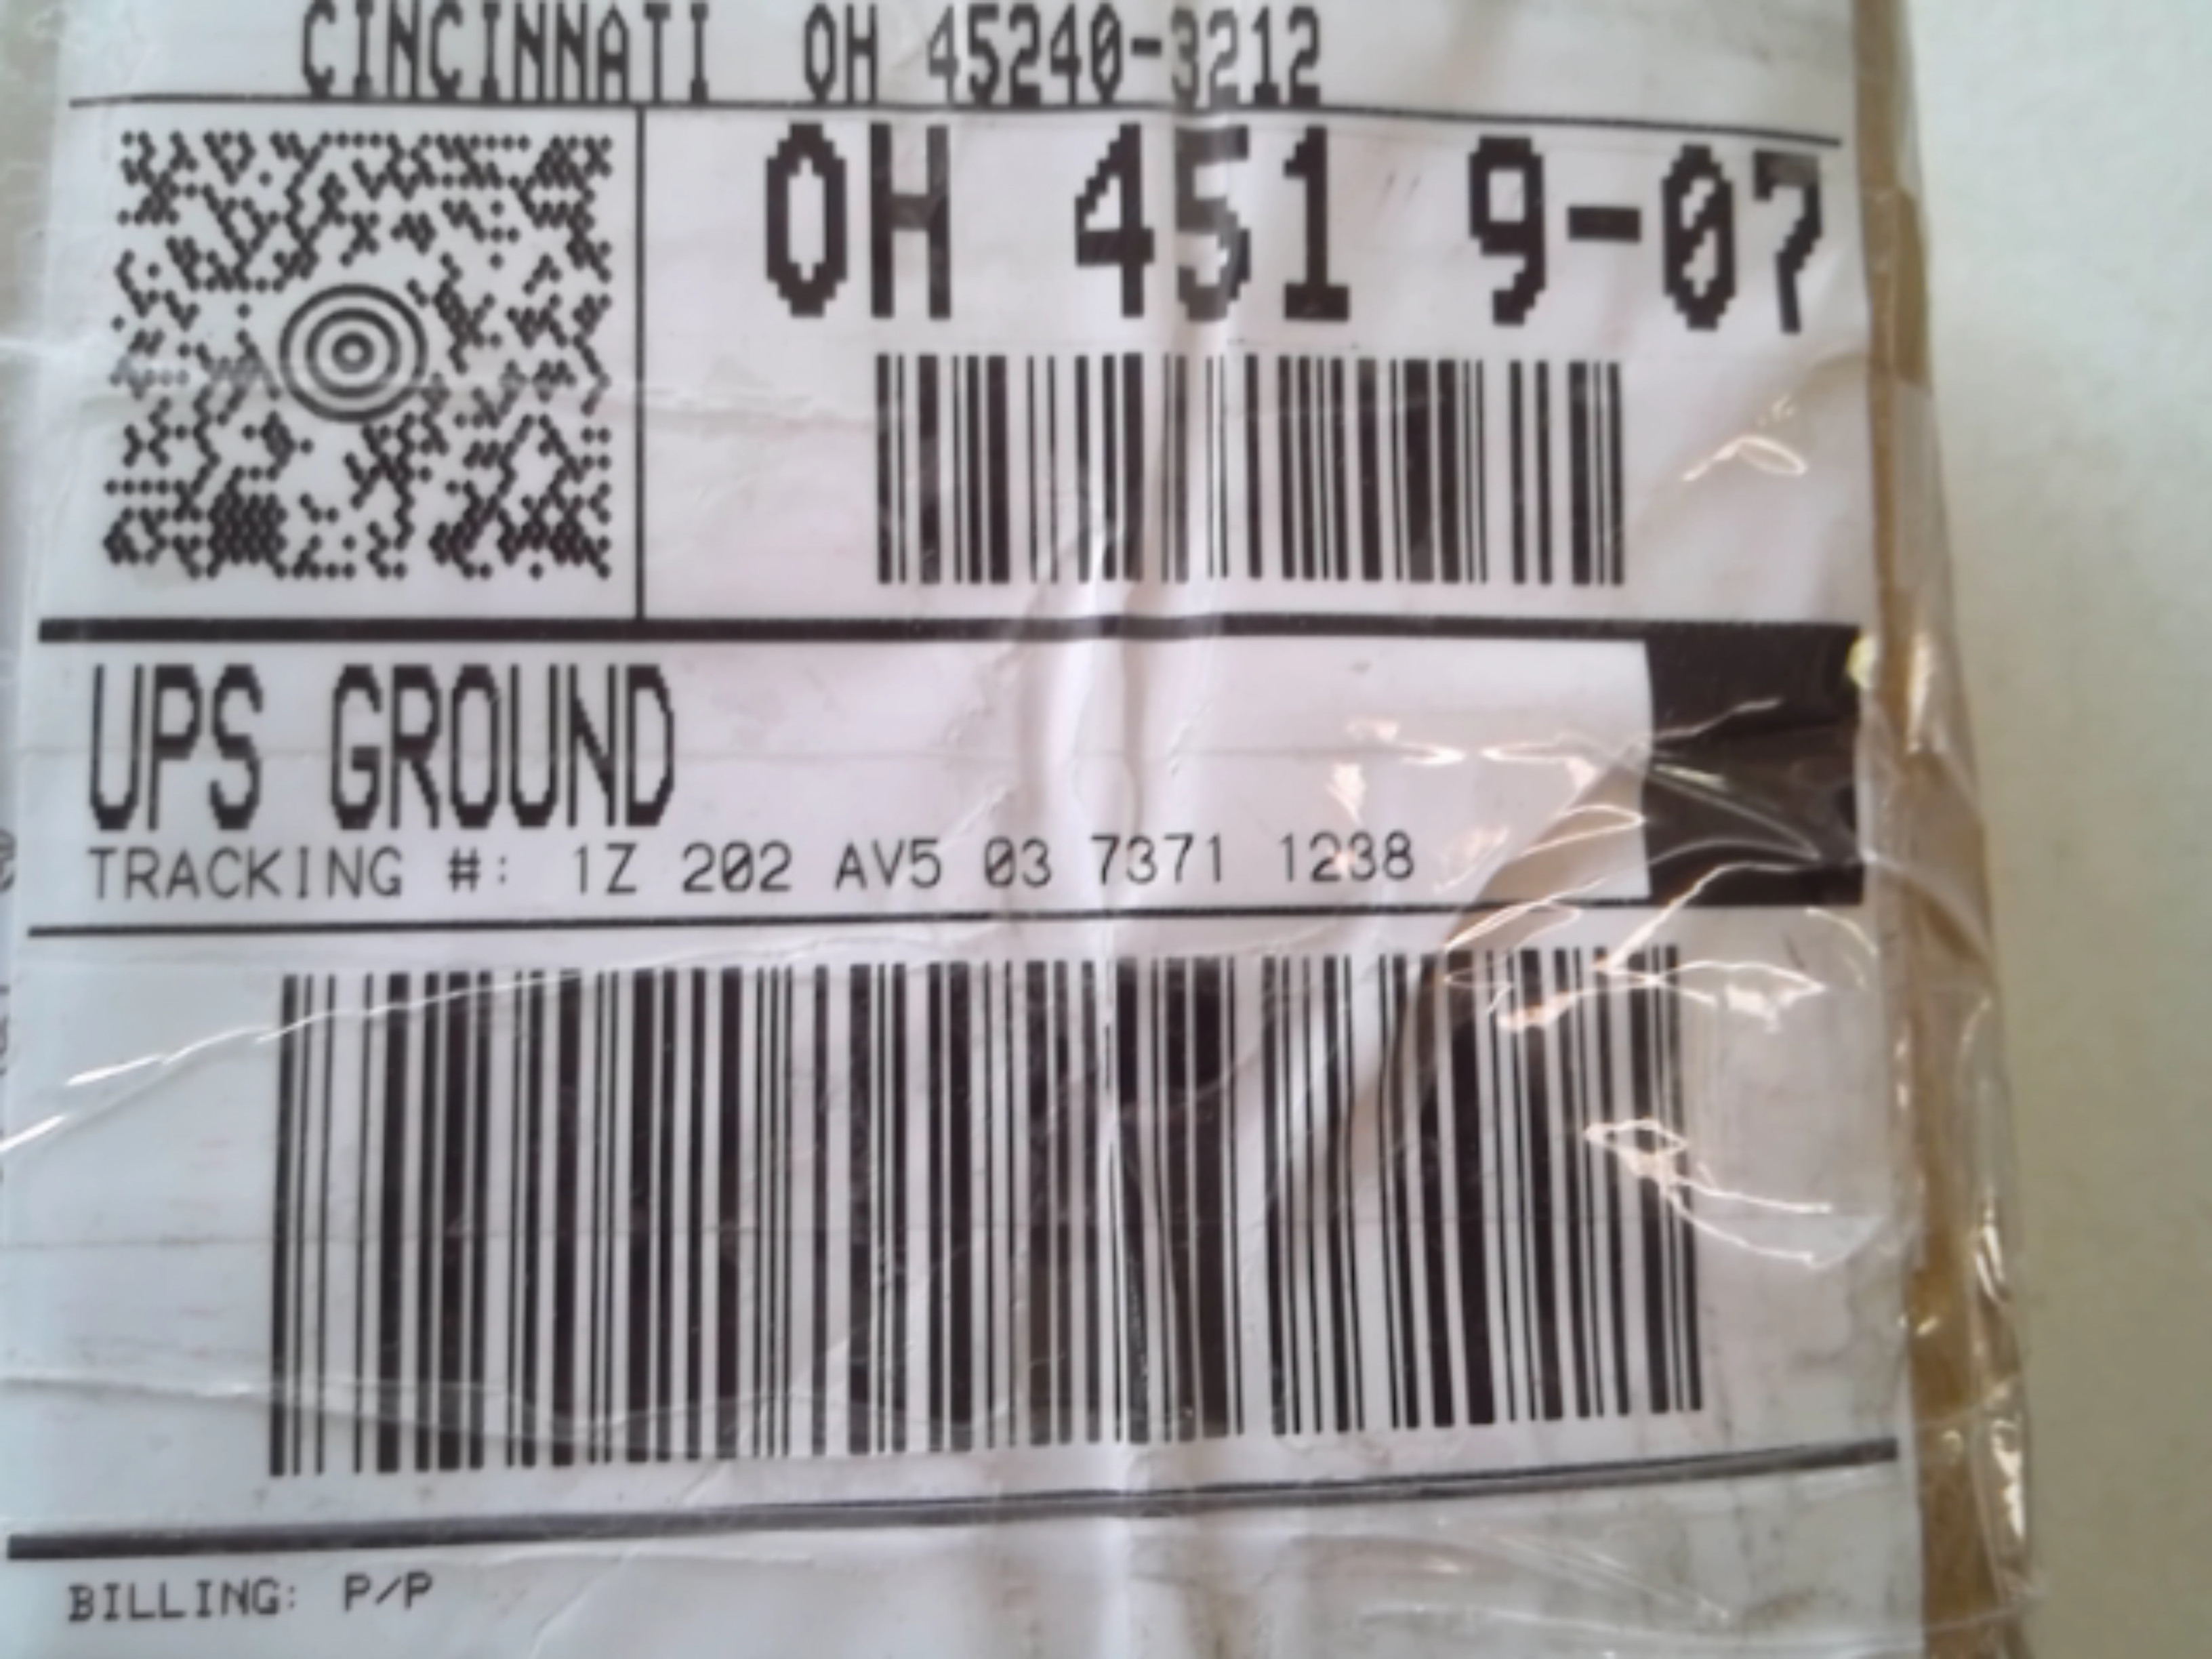 CINCINNATI OH 45240-3212
OH 451 9-07
UPS GROUND
TRACKING #: 1Z 202 AV5 03 7371 1238
BILLING: P/P